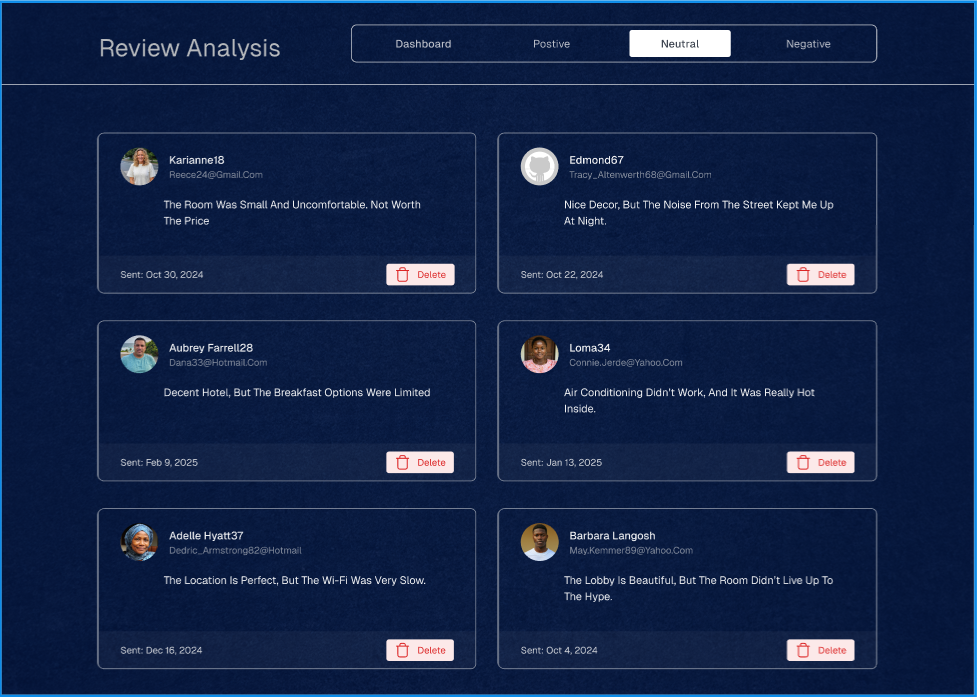 Review Analysis
Dashboard
Postive
Neutral
Negative
Karianne18
Reece24@Gmail.Com
The Room Was Small And Uncomfortable. Not Worth
The Price
Sent: Oct 30, 2024
Delete
Edmond67
Tracy_Altenwerth68@Gmail.Com
Nice Decor, But The Noise From The Street Kept Me Up
At Night.
Sent: Oct 22, 2024
Delete
Aubrey Farrell28
Dana33@Hotmail.Com
Decent Hotel, But The Breakfast Options Were Limited
Sent: Feb 9, 2025
Delete
Loma34
Connie.Jerde@Yahoo.Com
Air Conditioning Didn't Work, And It Was Really Hot
Inside.
Sent: Jan 13, 2025
Delete
Adelle Hyatt37
Dedric_Armstrong82@Hotmail
The Location Is Perfect, But The Wi-Fi Was Very Slow.
Sent: Dec 16, 2024
Delete
Barbara Langosh
May.Kemmer89@Yahoo.Com
The Lobby Is Beautiful, But The Room Didn't Live Up To
The Hype.
Sent: Oct 4, 2024
Delete